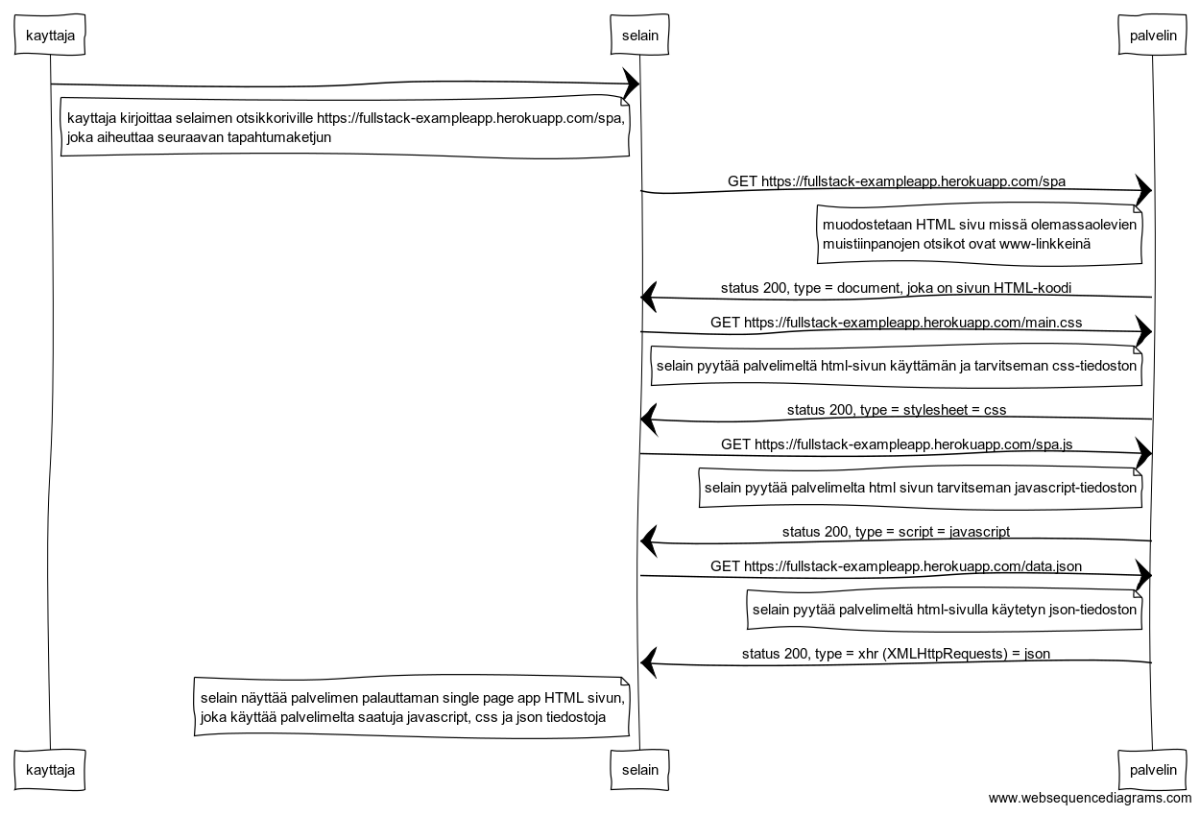 kayttaja
selain
palvelin
kayttaja kirjoittaa selaimen otsikkoriville https://fullstack-exampleapp.herokuapp.com/spa,
joka aiheuttaa seuraavan tapahtumaketjun
GET https://fullstack-exampleapp.herokuapp.com/spa
muodostetaan HTML sivu missä olemassaolevien
muistiinpanojen otsikot ovat www-linkkeinä
status 200, type = document, joka on sivun HTML-koodi
GET https://fullstack-exampleapp.herokuapp.com/main.css
selain pyytää palvelimeltä html-sivun käyttämän ja tarvitseman css-tiedoston
status 200, type = stylesheet = css
GET https://fullstack-exampleapp.herokuapp.com/spa.js
selain pyytää palvelimelta html sivun tarvitseman javascript-tiedoston
status 200, type = script = javascript
GET https://fullstack-exampleapp.herokuapp.com/data.json
selain pyytää palvelimeltä html-sivulla käytetyn json-tiedoston
status 200, type = xhr (XMLHttpRequests) = json
selain näyttää palvelimen palauttaman single page app HTML sivun,
joka käyttää palvelimelta saatuja javascript, css ja json tiedostoja
kayttaja
selain
palvelin
www.websequencediagrams.com